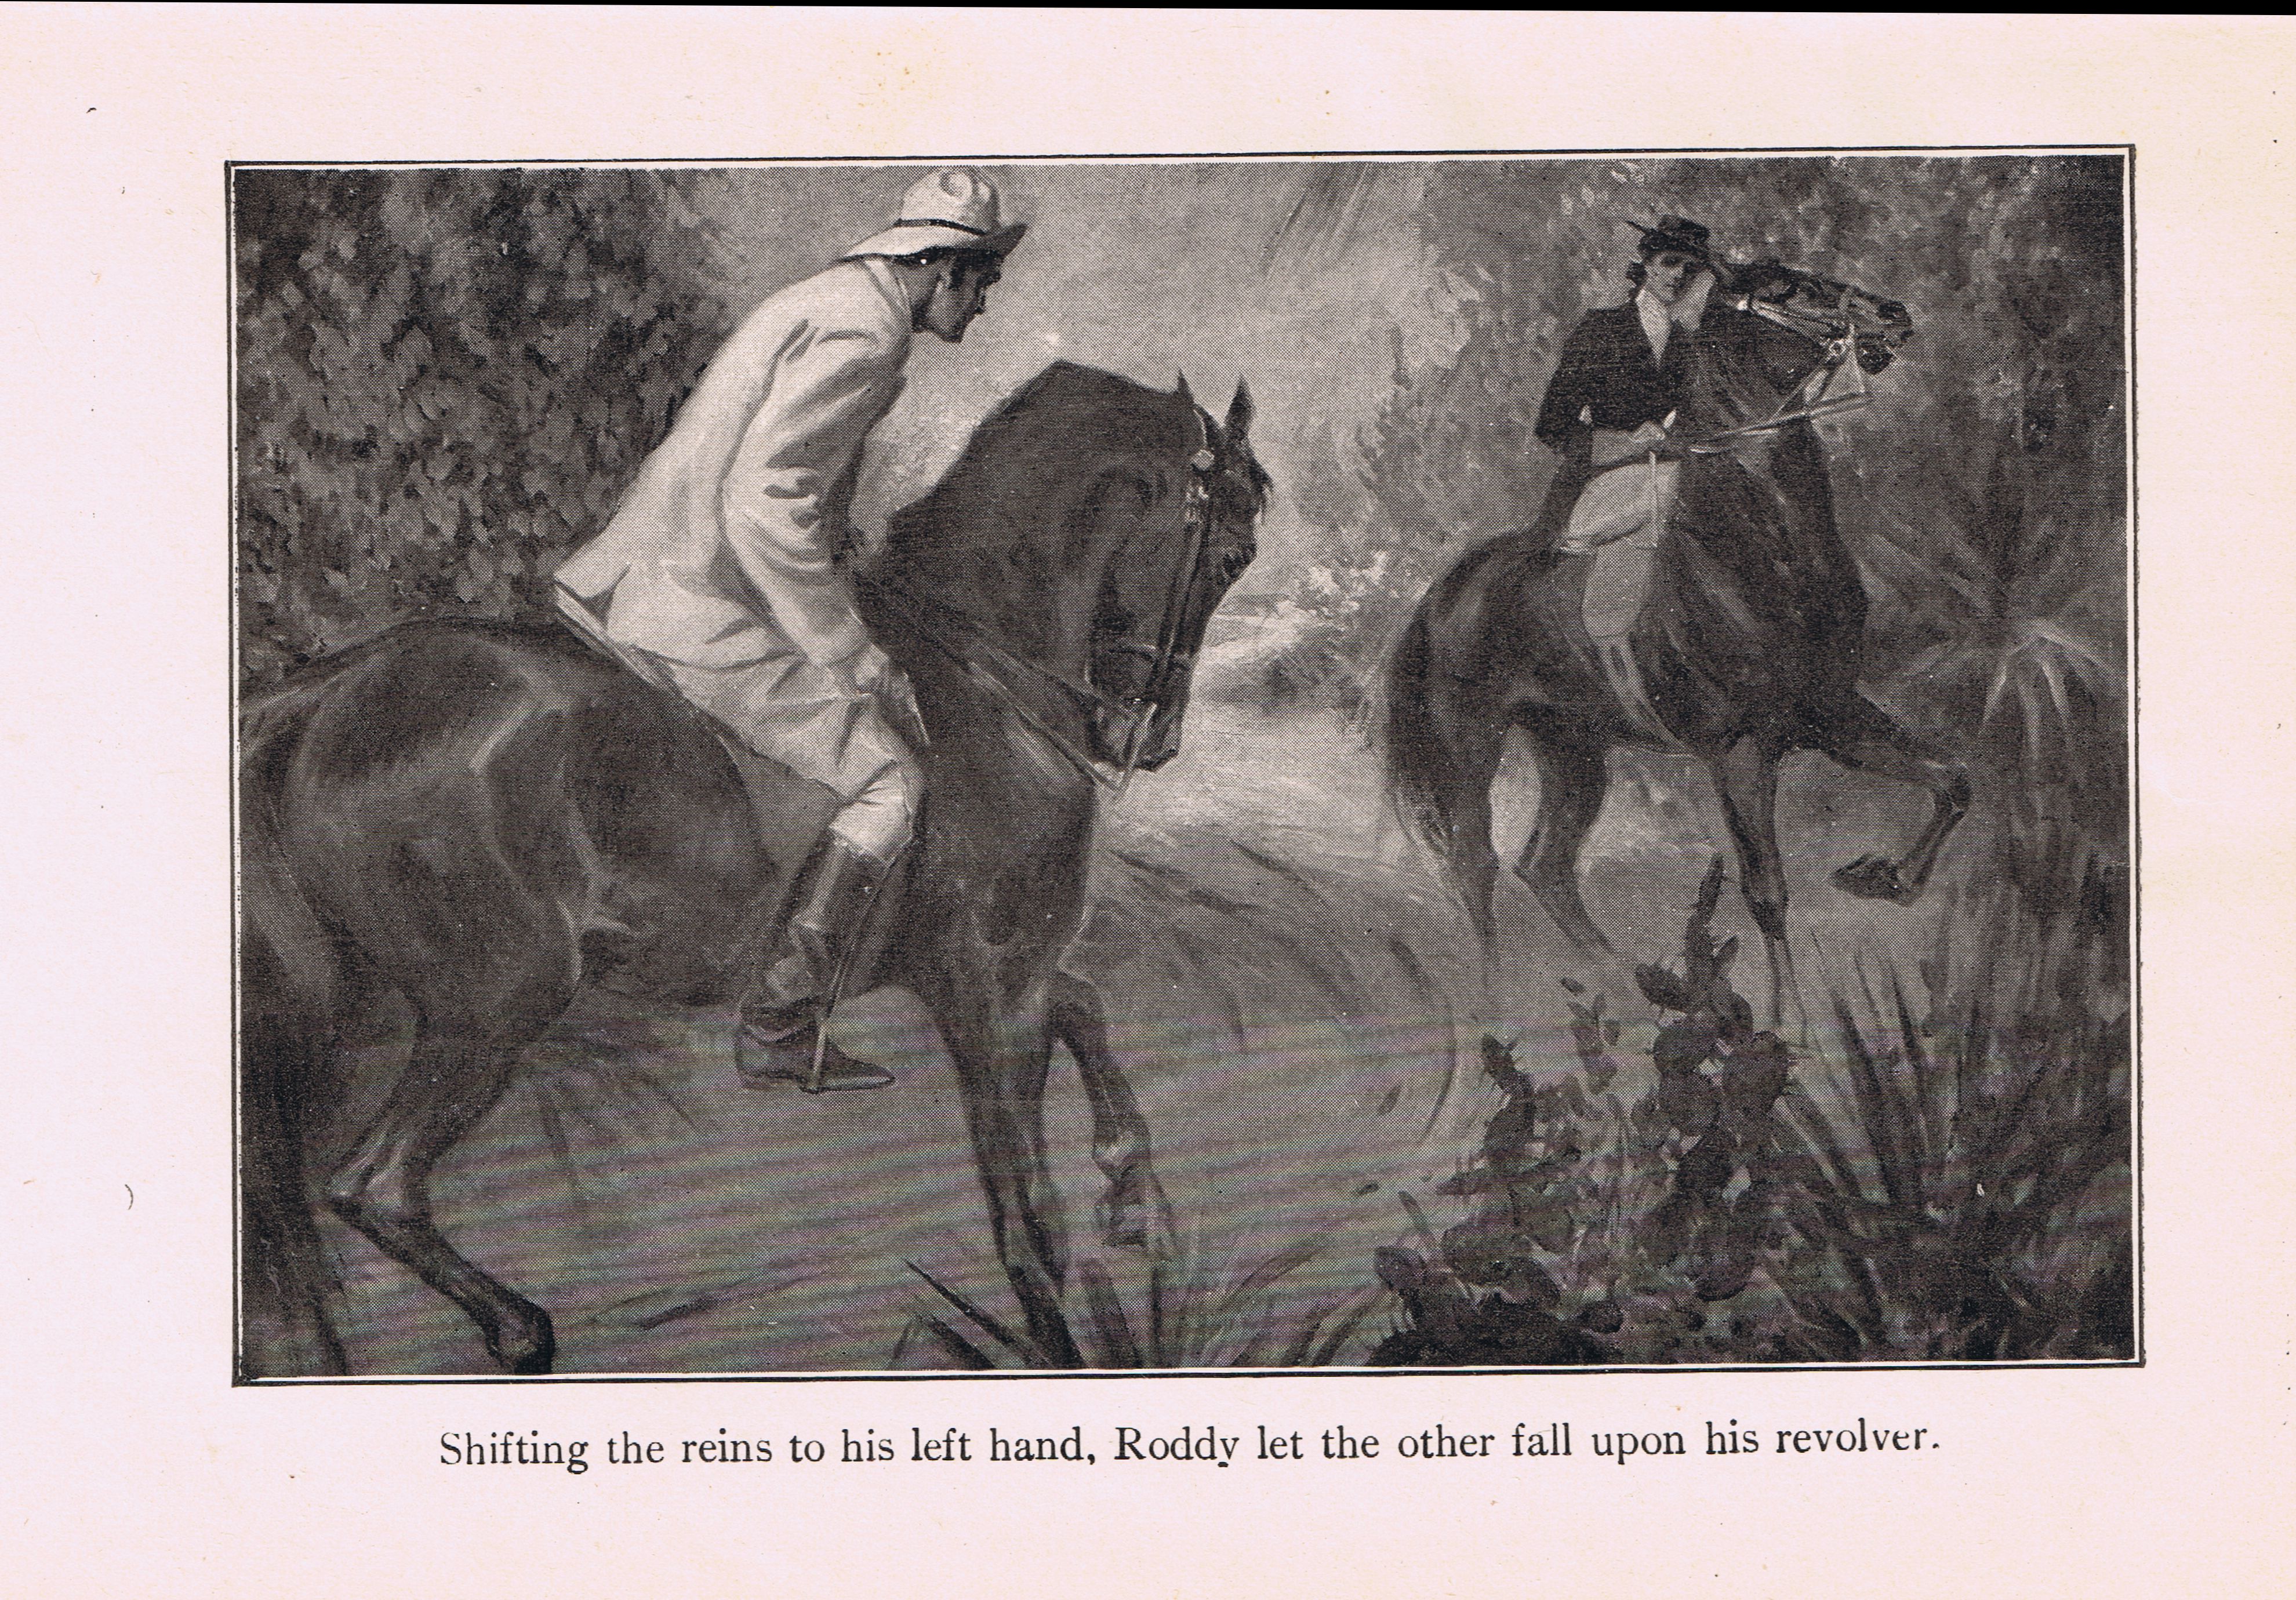 Shifting the reins to his left hand, Roddy let the other fall upon his revolver.